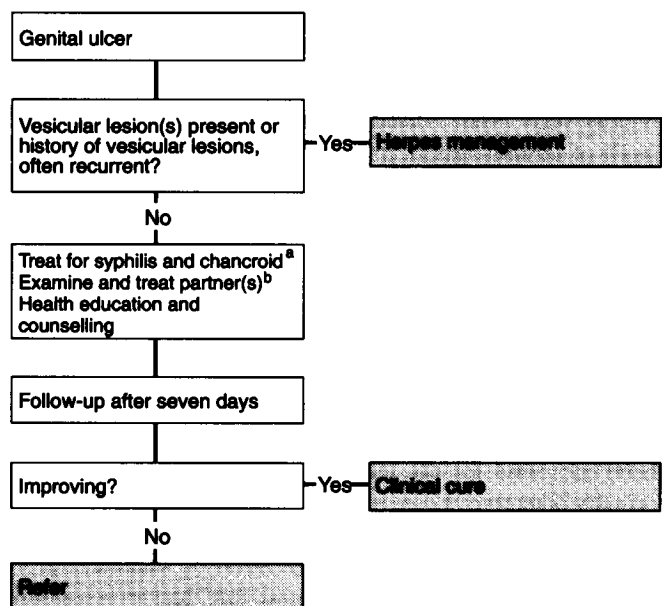 Genital ulcer
Vesicular lesion(s) present or
history of vesicular lesions,
often recurrent?
Yes
Herpes management
No
Treat for syphilis and chancroid a
Examine and treat partner(s) b
Health education and
counselling
Follow-up after seven days
Improving?
Yes
Clinical cure
No
Refer